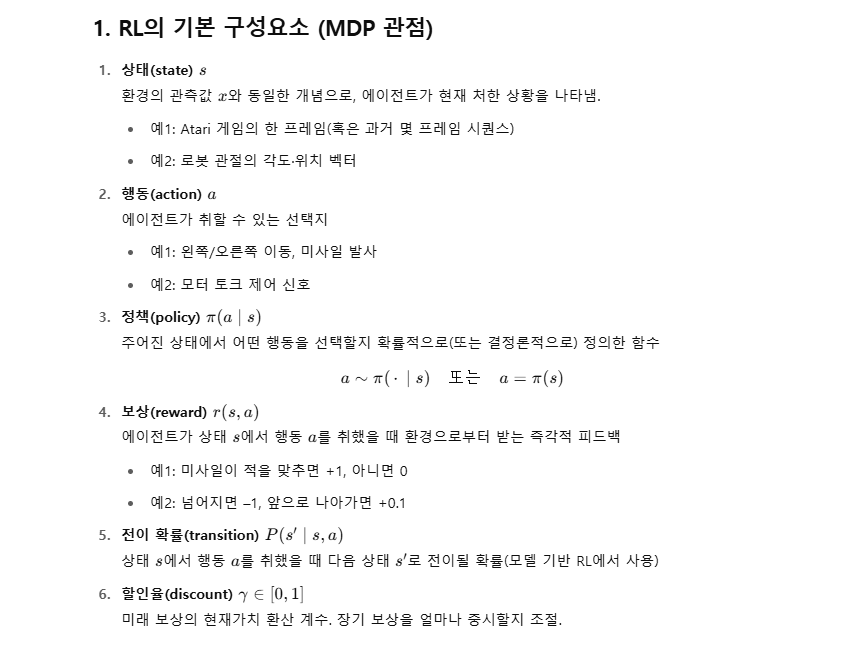 1. RL의 기본 구성요소 (MDP 관점)
1. 상태(state) s
환경의 관측값 x와 동일한 개념으로, 에이전트가 현재 처한 상황을 나타냄.
• 예1: Atari 게임의 한 프레임(혹은 과거 몇 프레임 시퀀스)
• 예2: 로봇 관절의 각도·위치 벡터
2. 행동(action) a
에이전트가 취할 수 있는 선택지
• 예1: 왼쪽/오른쪽 이동, 미사일 발사
• 예2: 모터 토크 제어 신호
3. 정책(policy) π(a | s)
주어진 상태에서 어떤 행동을 선택할지 확률적으로(또는 결정론적으로) 정의한 함수
a ∼ π(· | s) 또는 a = π(s)
4. 보상(reward) r(s, a)
에이전트가 상태 s에서 행동 a를 취했을 때 환경으로부터 받는 즉각적 피드백
• 예1: 미사일이 적을 맞추면 +1, 아니면 0
• 예2: 넘어지면 –1, 앞으로 나아가면 +0.1
5. 전이 확률(transition) P(s′ | s, a)
상태 s에서 행동 a를 취했을 때 다음 상태 s′로 전이될 확률(모델 기반 RL에서 사용)
6. 할인율(discount) γ ∈ [0, 1]
미래 보상의 현재가치 환산 계수. 장기 보상을 얼마나 중시할지 조절.